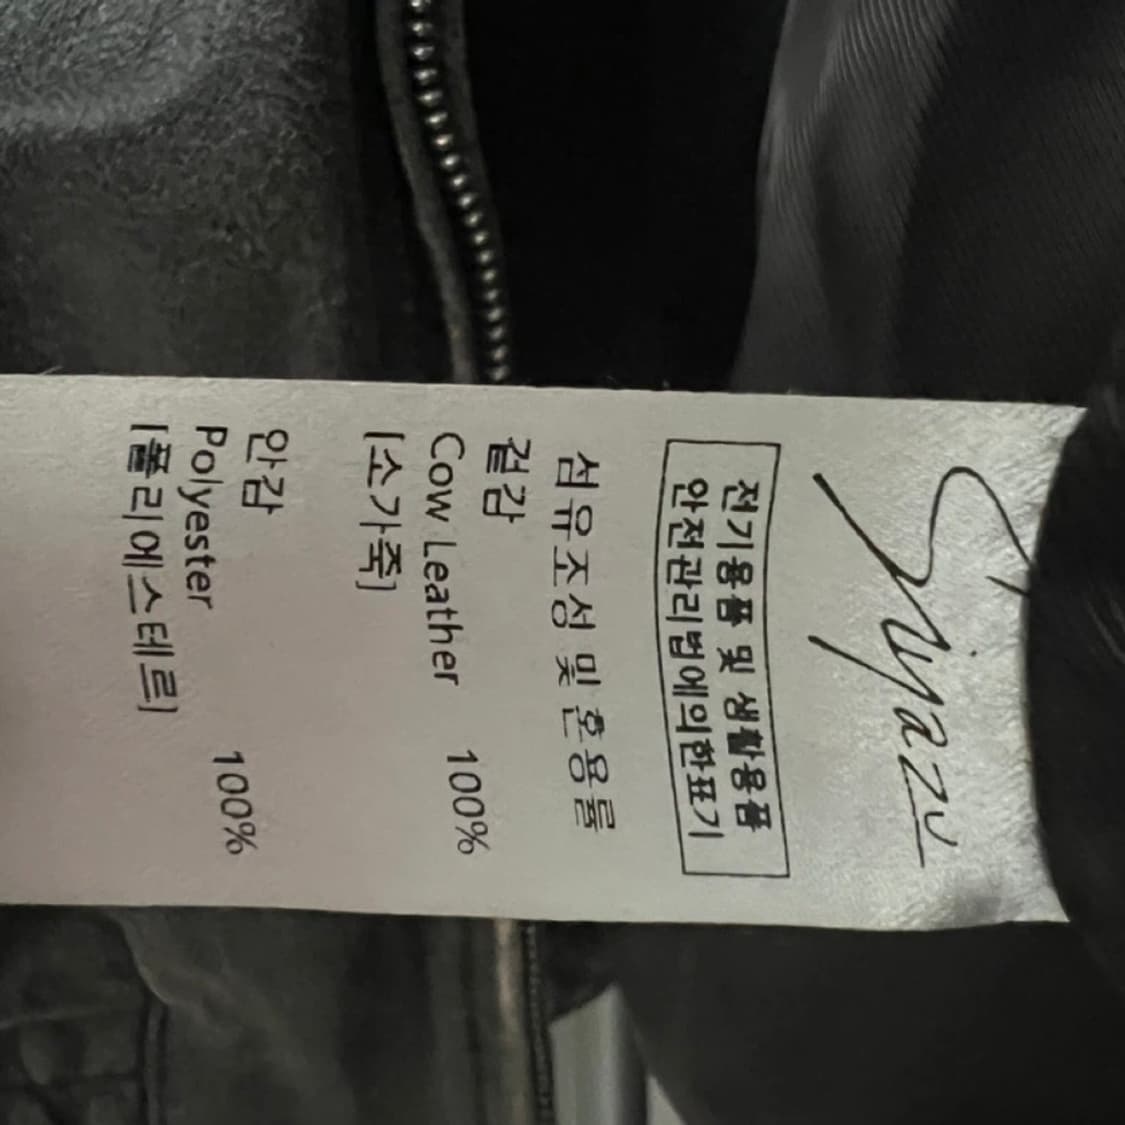 Siyazu
전기용품 및 생활용품
안전관리법에의한표기
섬유조성 및 혼용률
겉감
Cow Leather 100%
(소가죽)
안감
Polyester 100%
(폴리에스테르)